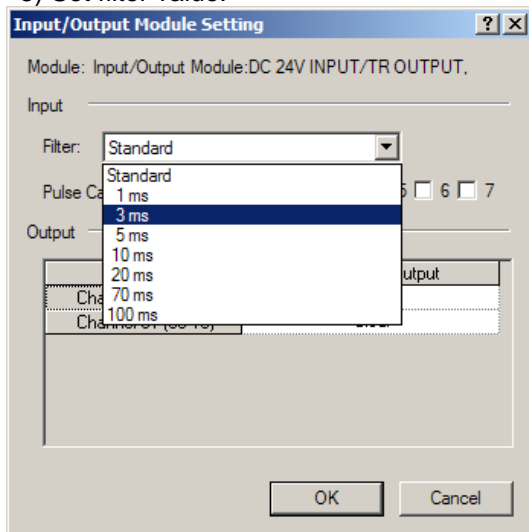 Input/Output Module Setting
Module: Input/Output Module:DC 24V INPUT/TR OUTPUT,
Input
Filter: Standard
Standard
1 ms
3 ms
5 ms
10 ms
20 ms
70 ms
100 ms
Pulse Ca 6 7
Output
utput
Cha
OK Cancel